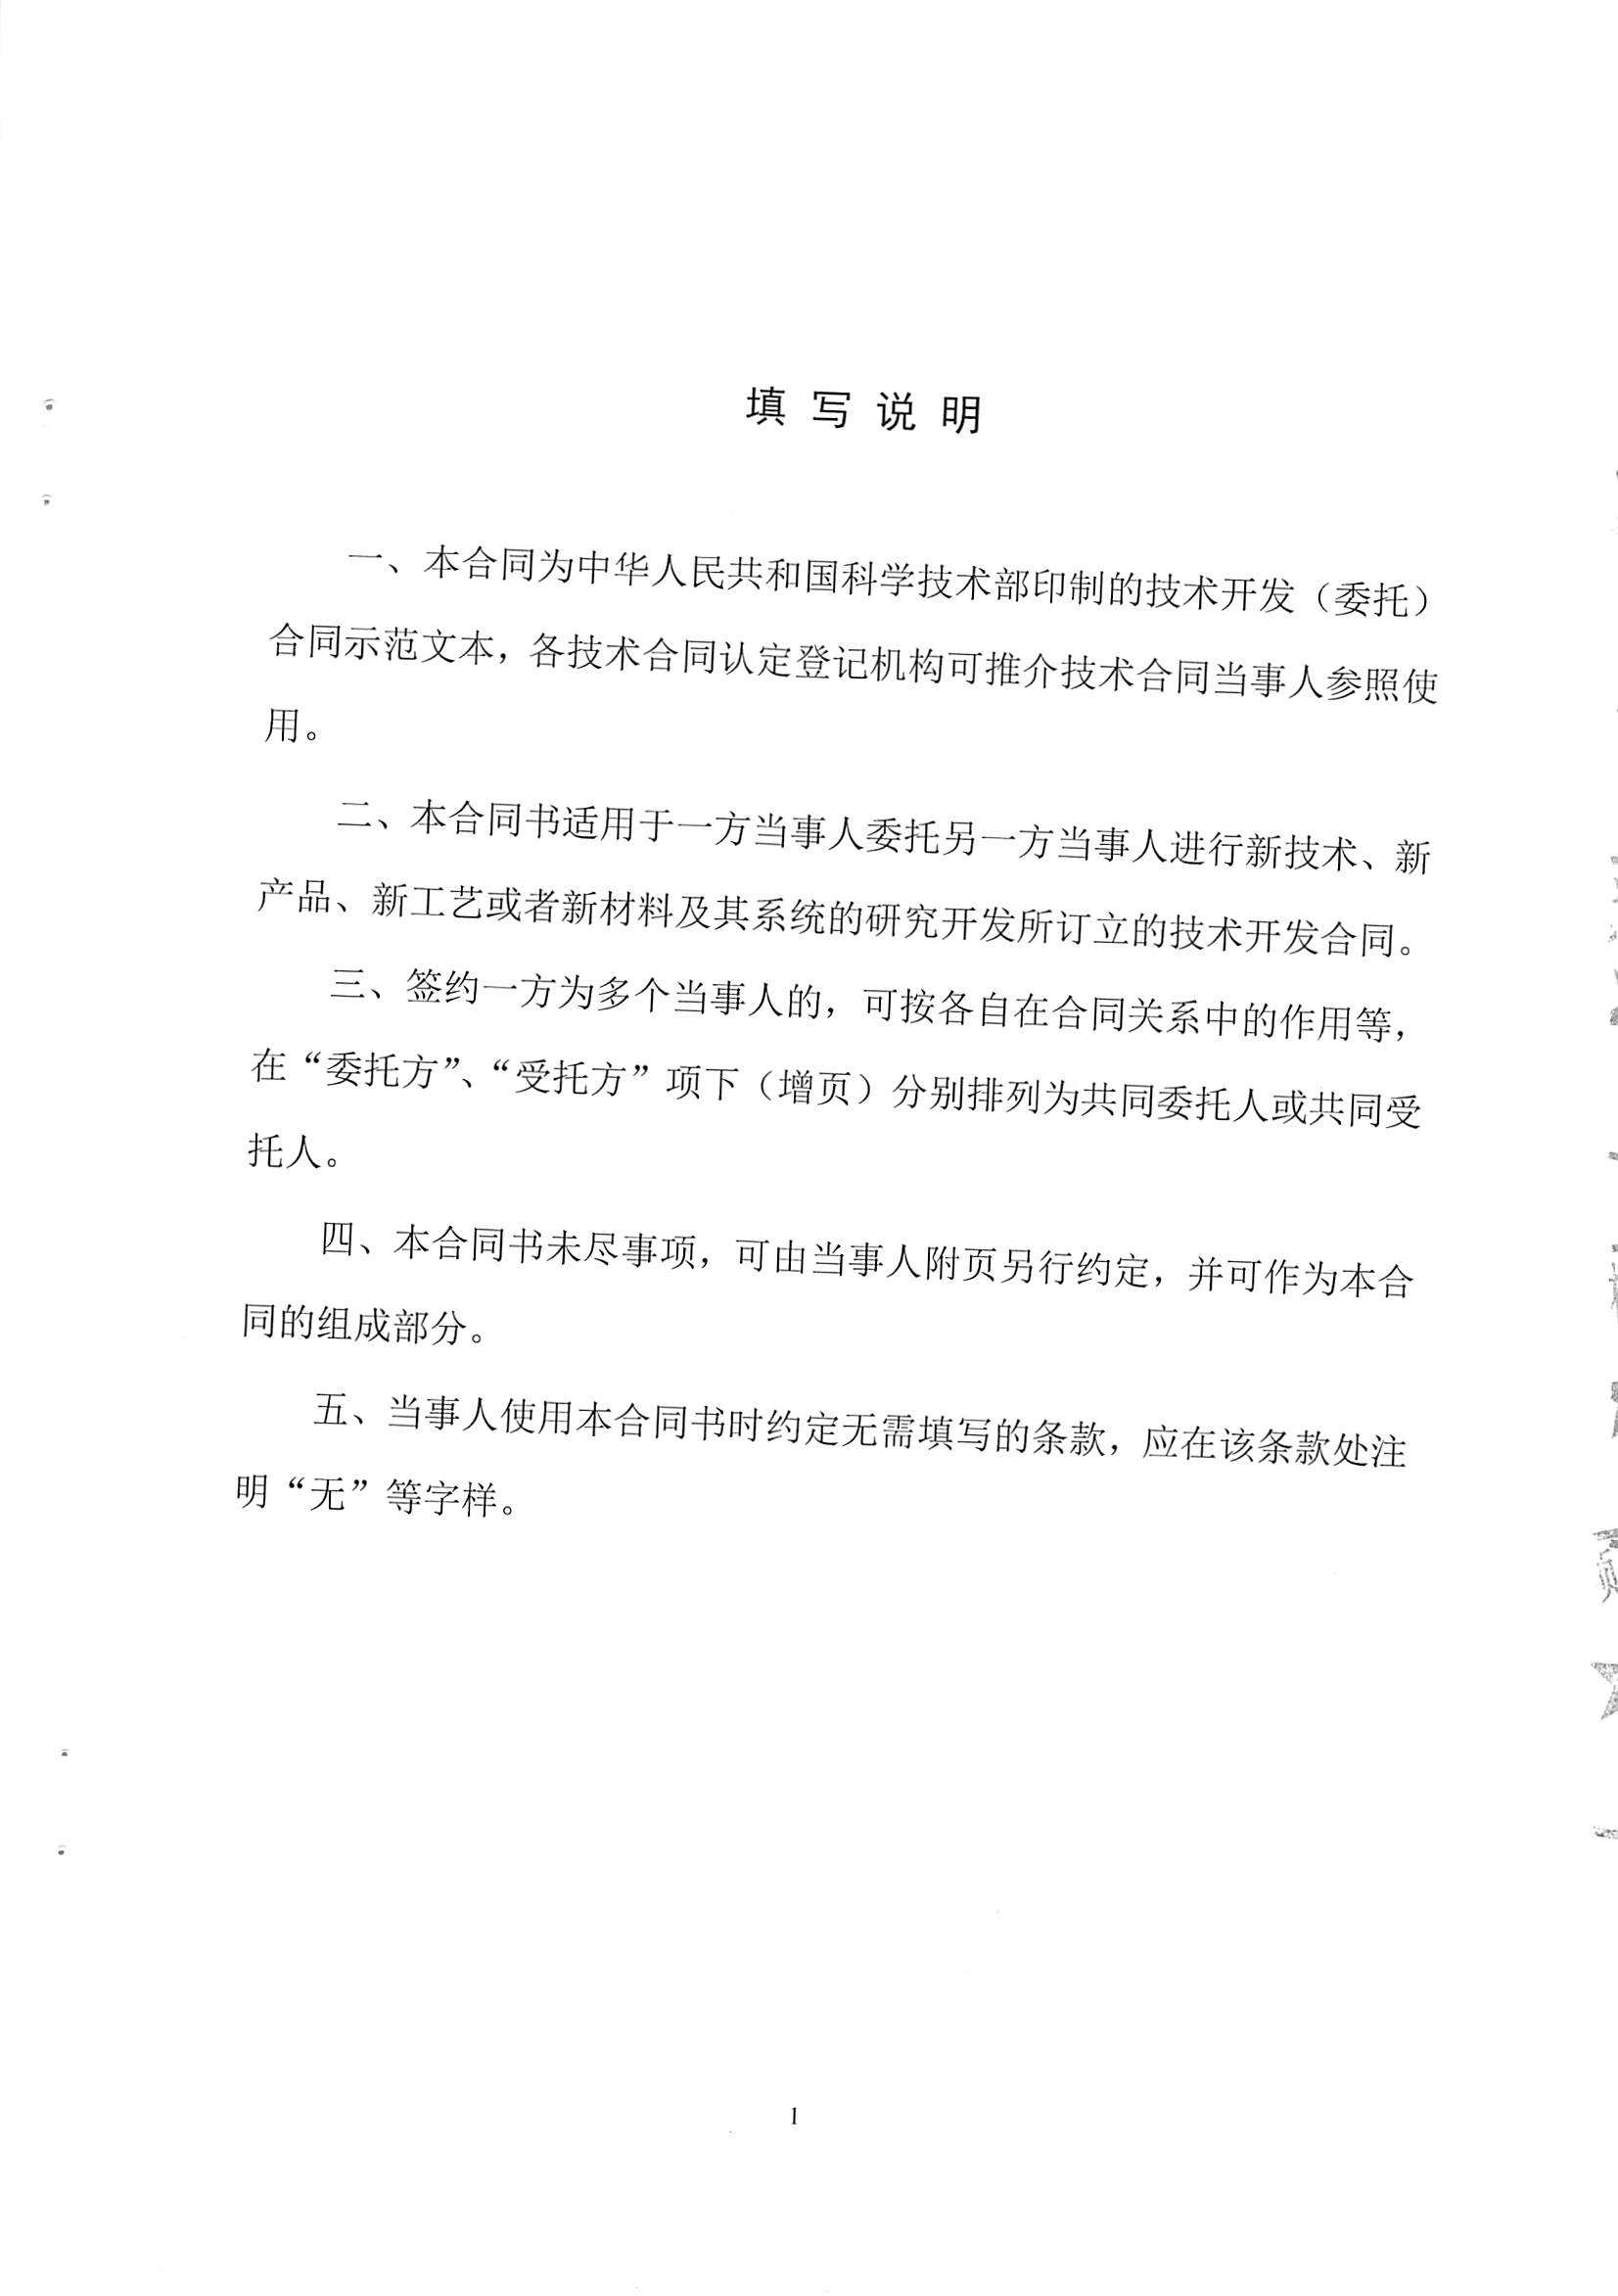 填写说明
一、本合同为中华人民共和国科学技术部印制的技术开发（委托）
合同示范文本，各技术合同认定登记机构可推介技术合同当事人参照使
用。
二、本合同书适用于一方当事人委托另一方当事人进行新技术、新
产品、新工艺或者新材料及其系统的研究开发所订立的技术开发合同。
三、签约一方为多个当事人的，可按各自在合同关系中的作用等，
在“委托方”、“受托方”项下（增页）分别排列为共同委托人或共同受
托人。
四、本合同书未尽事项，可由当事人附页另行约定，并可作为本合
同的组成部分。
五、当事人使用本合同书时约定无需填写的条款，应在该条款处注
明“无”等字样。
1